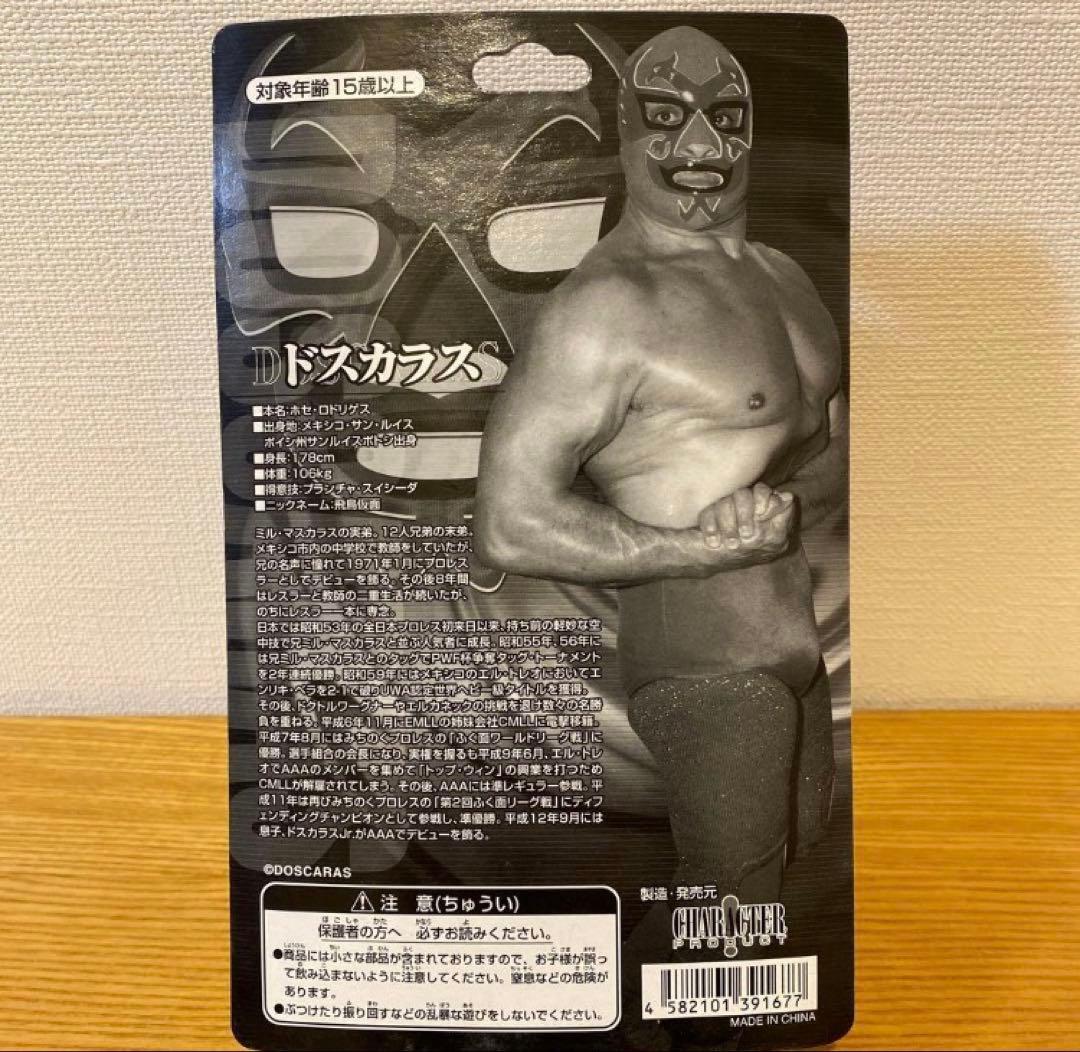 対象年齢15歳以上
ドスカラス
■本名:ホセ・ロドリゲス
■出身地:メキシコ・サン・ルイス
ポイシ州サンルイスポトシ出身
■身長:178cm
■体重:106kg
■得意技:プランチャ・スイシーダ
■ニックネーム:飛鳥仮面
ミル・マスカラスの実弟。12人兄弟の末弟。
メキシコ市内の中学校で教師をしていたが、
兄の名声に憧れて1971年1月にプロレス
ラーとしてデビューを飾る。その後8年間
はレスラーと教師の二重生活が続いたが、
のちにレスラー一本に専念。
日本では昭和53年の全日本プロレス初来日以来、持ち前の軽妙な空
中技で兄ミル・マスカラスと並ぶ人気者に成長。昭和55年、56年に
は兄ミル・マスカラスとのタッグでPWF杯争奪タッグ・トーナメント
を2年連続優勝。昭和59年にはメキシコのエル・トレオにおいてエ
ンリキ・ベラを2-1で破りUWA認定世界ヘビー級タイトルを獲得。
その後、ドクトルワーグナーやエルカネックの挑戦を退け数々の名勝
負を重ねる。平成6年11月にEMLLの姉妹会社CMLLに電撃移籍。
平成7年8月にはみちのくプロレスの「ふく面ワールドリーグ戦」に
優勝。選手組合の会長になり、実権を握るも平成9年6月、エル・トレ
オでAAAのメンバーを集めて「トップ・ウィン」の興業を打つため
CMLLが解雇されてしまう。その後、AAAには準レギュラー参戦。平
成11年は再びみちのくプロレスの「第2回ふく面リーグ戦」にディフ
ェンディングチャンピオンとして参戦し、準優勝。平成12年9月には
息子、ドスカラスJr.がAAAでデビューを飾る。
©DOSCARAS
注 意(ちゅうい)
保護者の方へ 必ずお読みください。
●商品には小さな部品が含まれておりますので、お子様が誤っ
て飲み込まないように注意してください。窒息などの危険が
あります。
●ぶつけたり振り回すなどの乱暴な遊びをしないでください。
製造・発売元
CHARACTER
PRODUCT
4 582101 391677
MADE IN CHINA